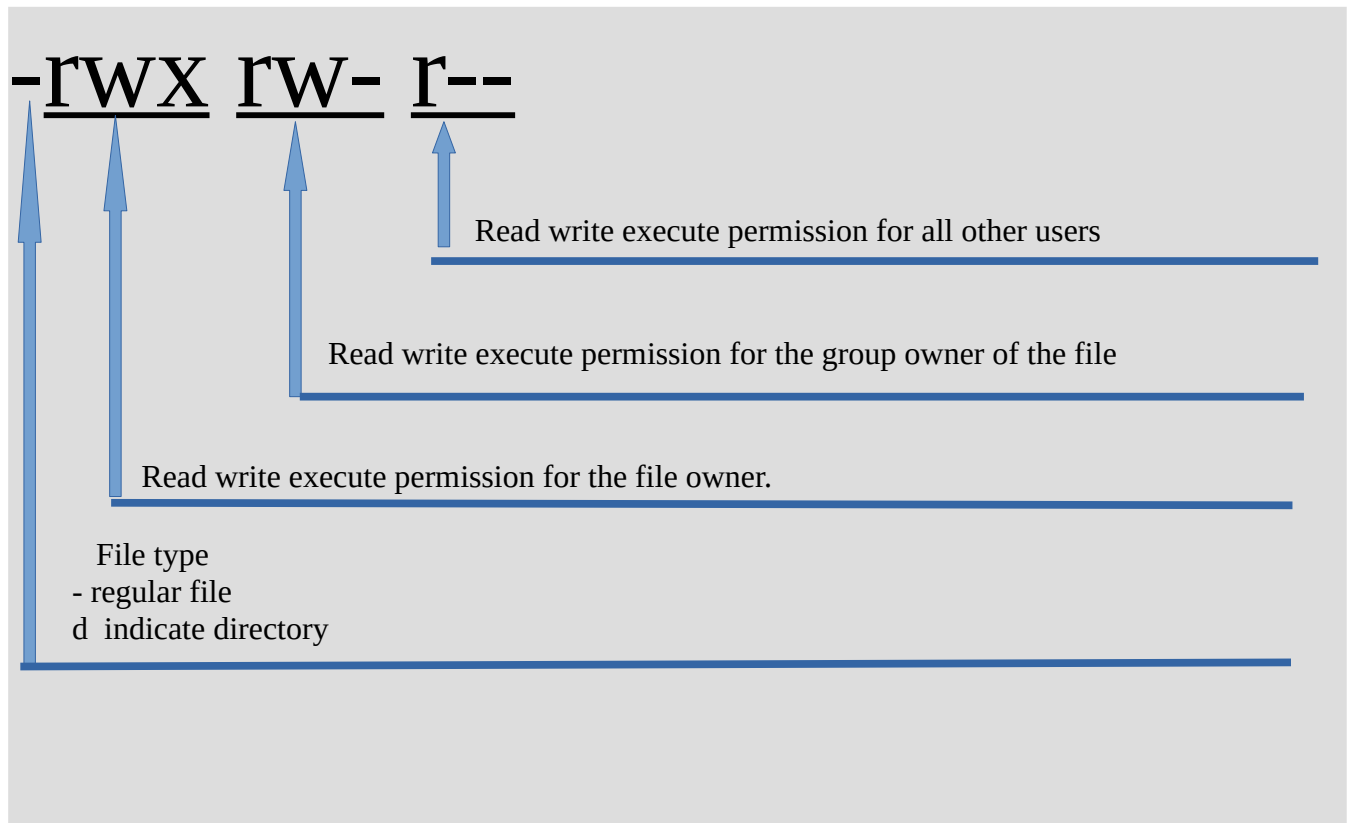 -rwx rw- r--
Read write execute permission for all other users
Read write execute permission for the group owner of the file
Read write execute permission for the file owner.
File type
- regular file
d indicate directory